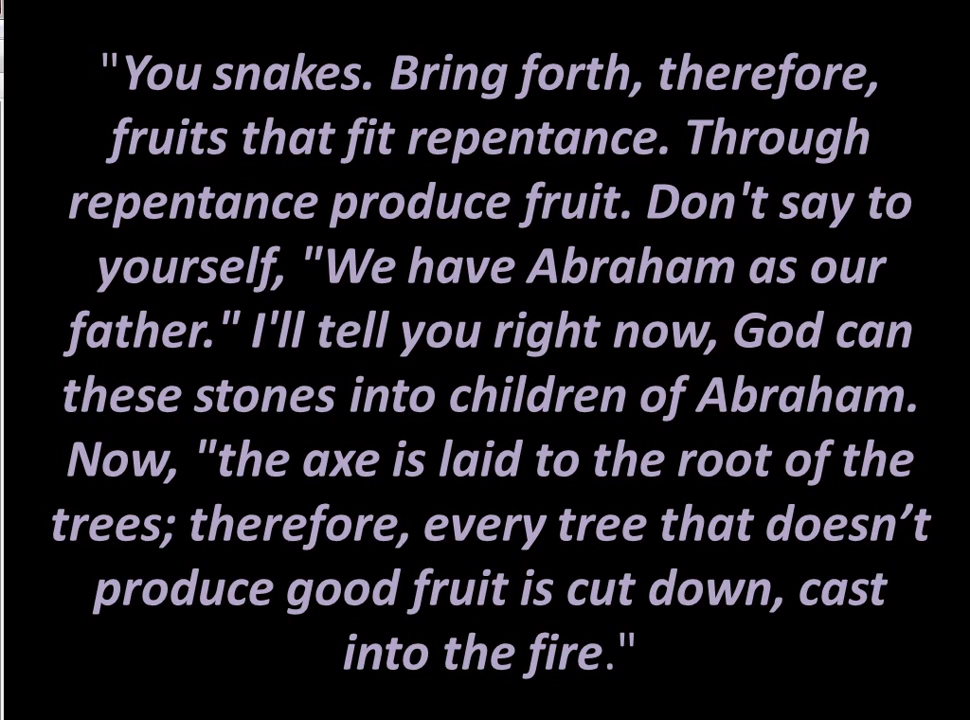 "You snakes. Bring forth, therefore,
fruits that fit repentance. Through
repentance produce fruit. Don't say to
yourself, "We have Abraham as our
father." I'll tell you right now, God can
these stones into children of Abraham.
Now, "the axe is laid to the root of the
trees; therefore, every tree that doesn’t
produce good fruit is cut down, cast
into the fire."